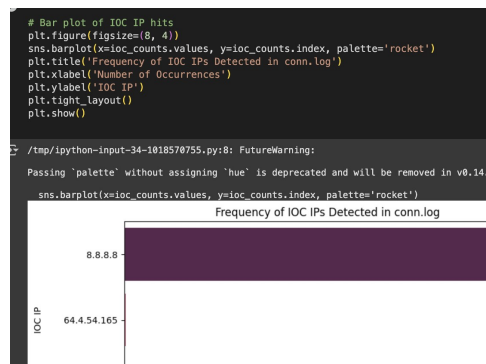 # Bar plot of IOC IP hits
plt.figure(figsize=(8, 4))
sns.barplot(x=ioc_counts.values, y=ioc_counts.index, palette='rocket')
plt.title('Frequency of IOC IPs Detected in conn.log')
plt.xlabel('Number of Occurrences')
plt.ylabel('IOC IP')
plt.tight_layout()
plt.show()
/tmp/ipython-input-34-1018570755.py:8: FutureWarning:
Passing `palette` without assigning `hue` is deprecated and will be removed in v0.14.
sns.barplot(x=ioc_counts.values, y=ioc_counts.index, palette='rocket')
Frequency of IOC IPs Detected in conn.log
8.8.8.8
IOC IP
64.4.54.165